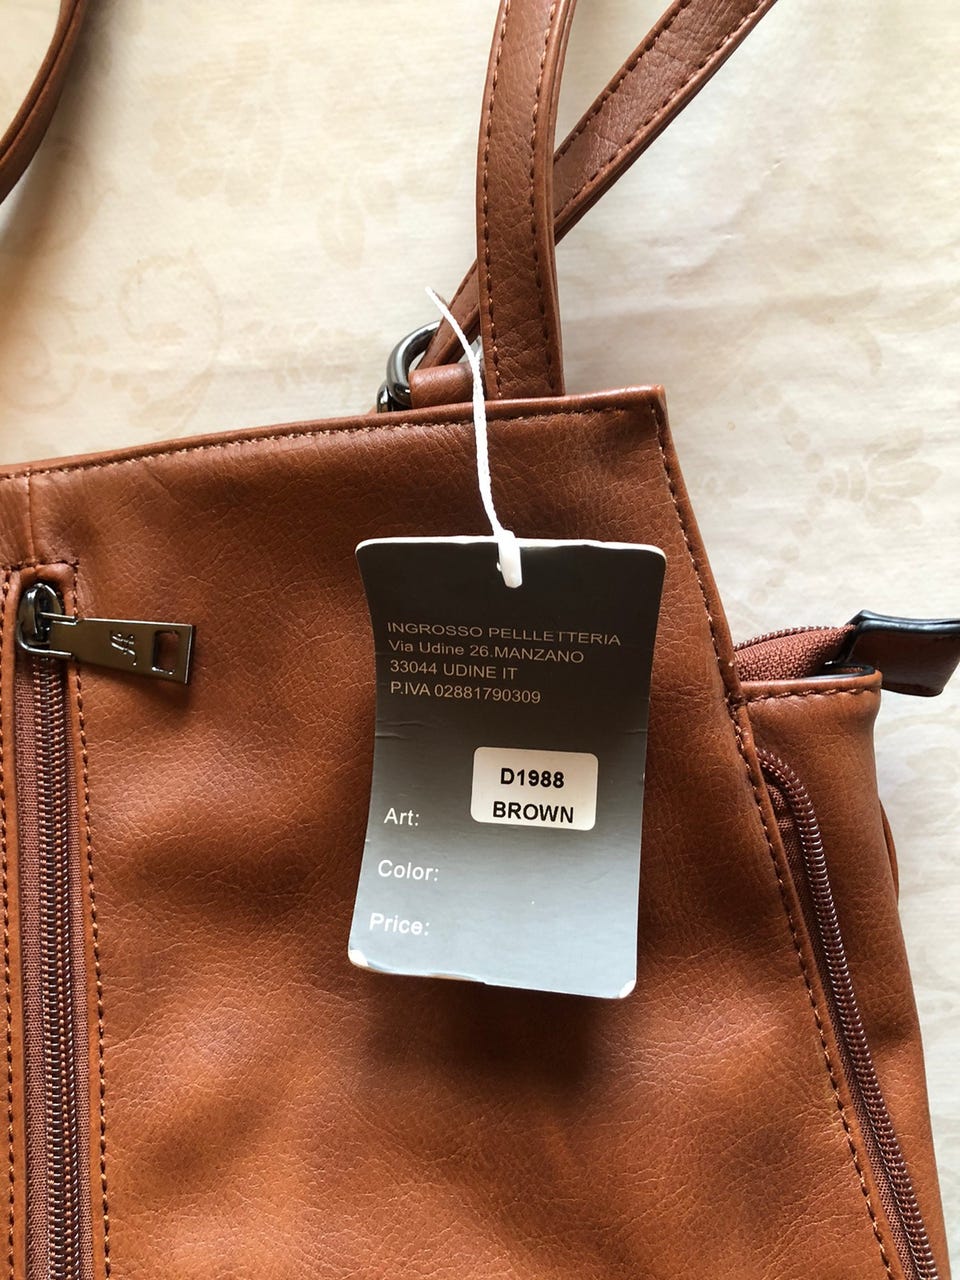 INGROSSO PELLLETTERIA
Via Udine 26.MANZANO
33044 UDINE IT
P.IVA 02881790309
D1988
BROWN
Art:
Color:
Price: